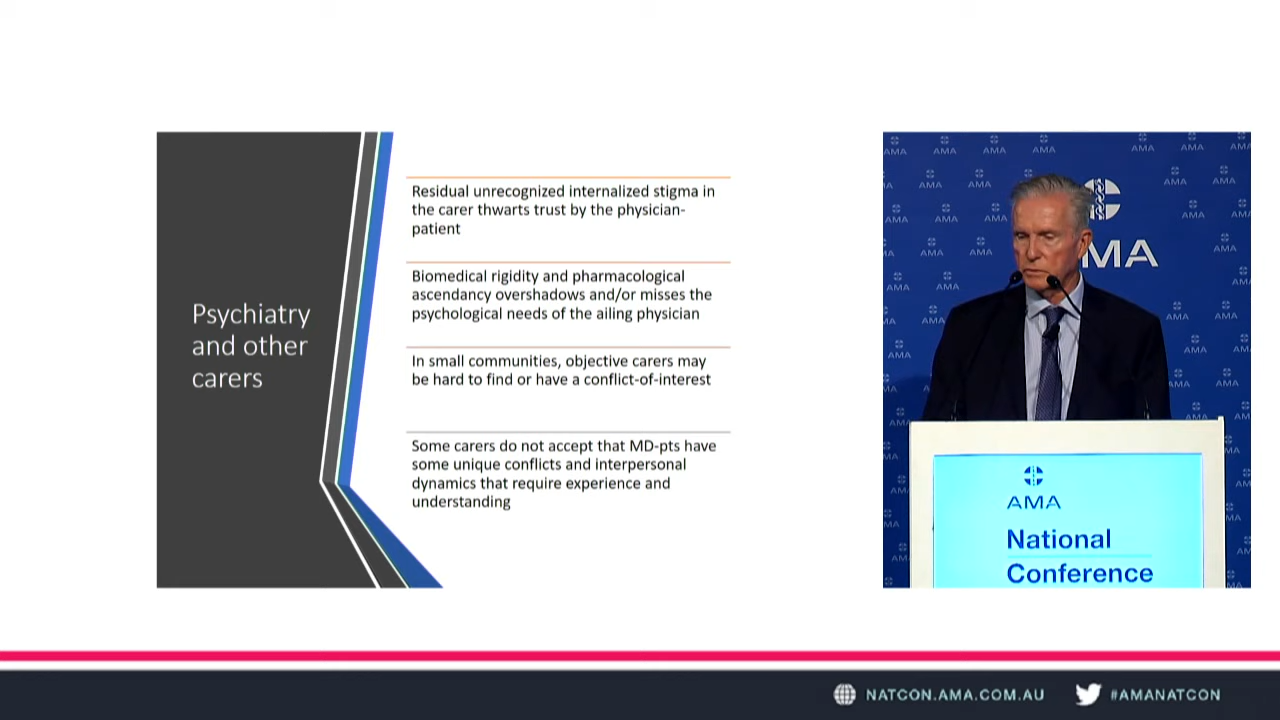 Psychiatry
and other
carers
Residual unrecognized internalized stigma in
the carer thwarts trust by the physician-
patient
Biomedical rigidity and pharmacological
ascendancy overshadows and/or misses the
psychological needs of the ailing physician
In small communities, objective carers may
be hard to find or have a conflict-of-interest
Some carers do not accept that MD-pts have
some unique conflicts and interpersonal
dynamics that require experience and
understanding
AMA
AMA
National
Conference
NATCON.AMA.COM.AU
#AMANATCON